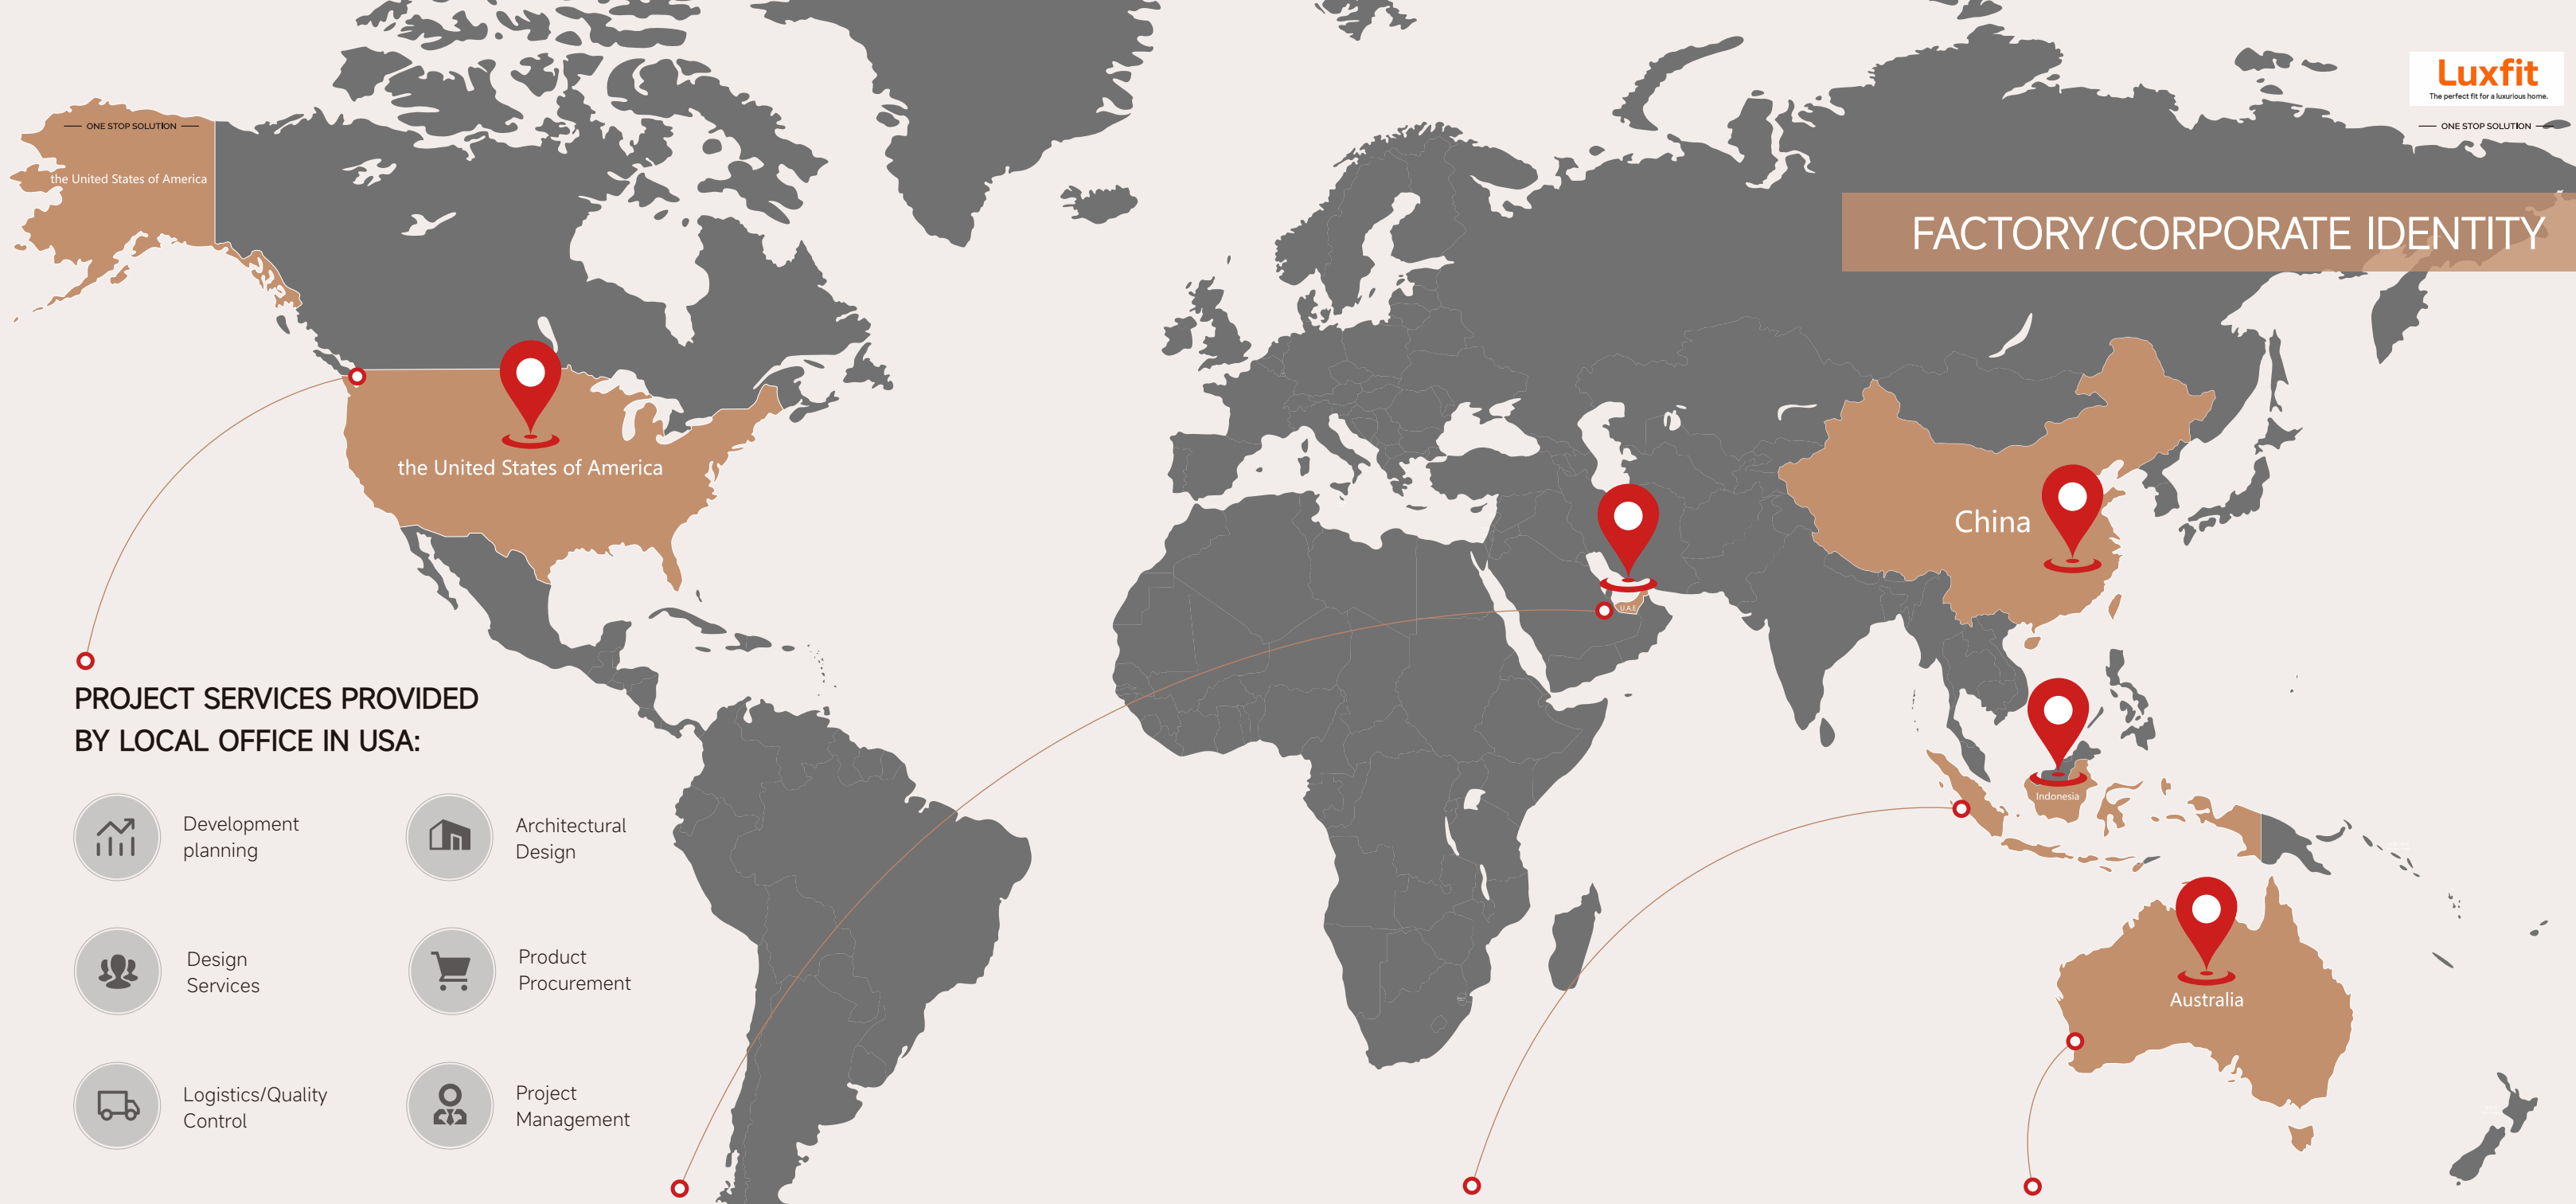 Luxfit
The perfect fit for a luxurious home.
ONE STOP SOLUTION
ONE STOP SOLUTION
the United States of America
FACTORY/CORPORATE IDENTITY
the United States of America
China
U.A.E
Indonesia
Australia
PROJECT SERVICES PROVIDED
BY LOCAL OFFICE IN USA:
Development
planning
Architectural
Design
Design
Services
Product
Procurement
Logistics/Quality
Control
Project
Management